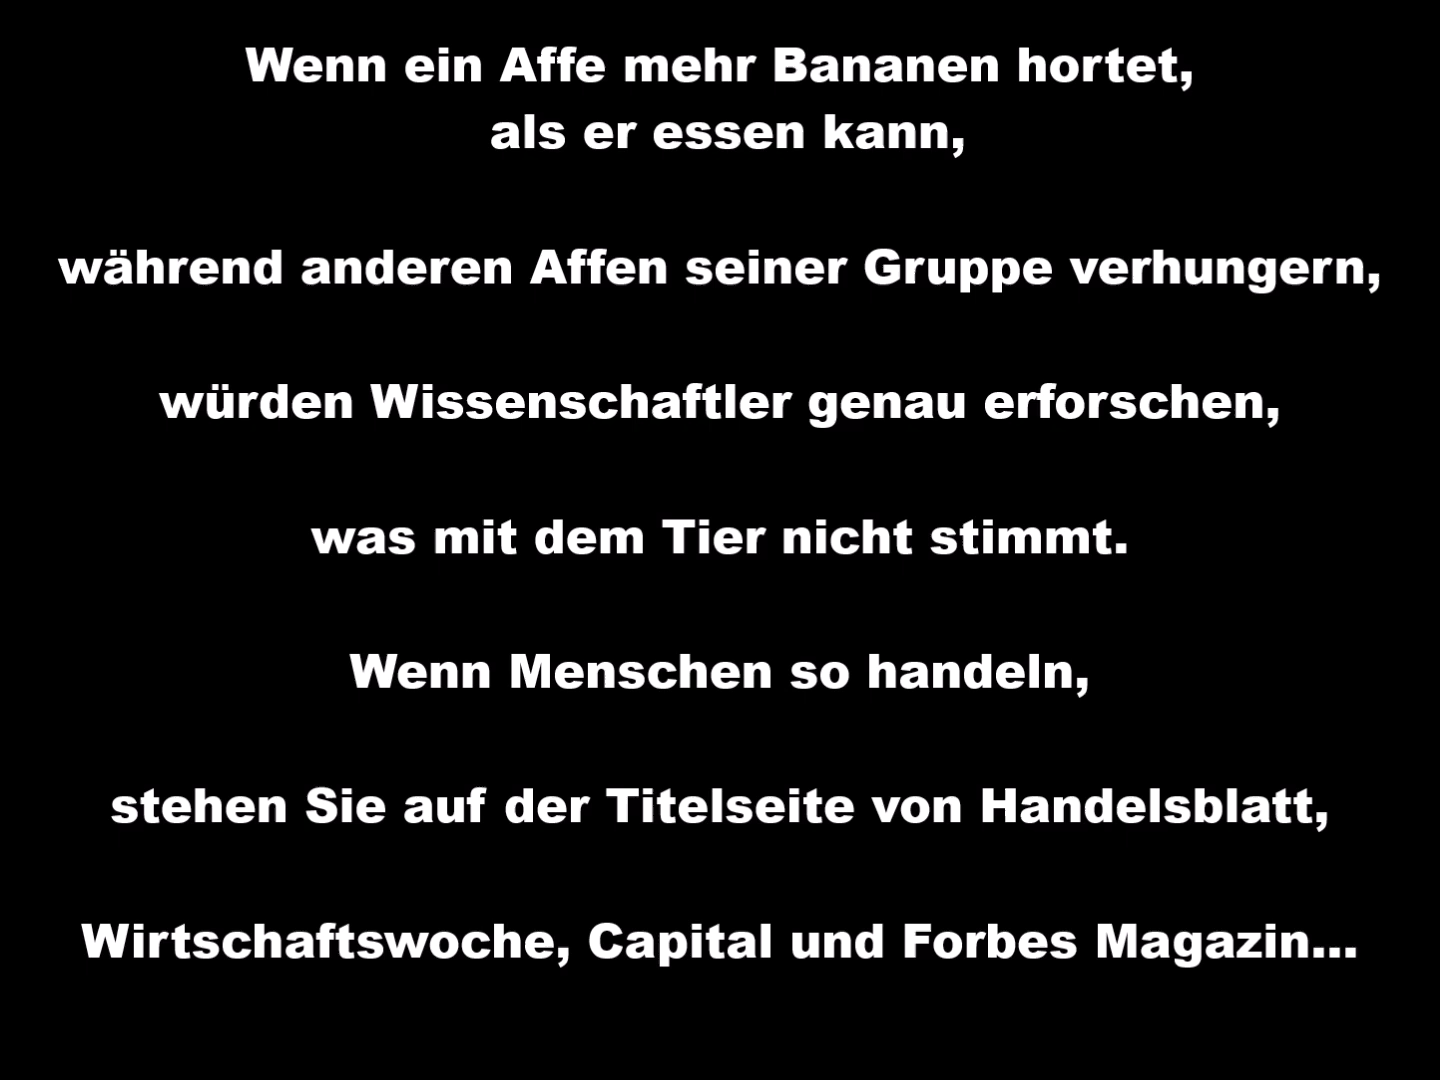 Wenn ein Affe mehr Bananen hortet,
als er essen kann,
während anderen Affen seiner Gruppe verhungern,
würden Wissenschaftler genau erforschen,
was mit dem Tier nicht stimmt.
Wenn Menschen so handeln,
stehen Sie auf der Titelseite von Handelsblatt,
Wirtschaftswoche, Capital und Forbes Magazin...